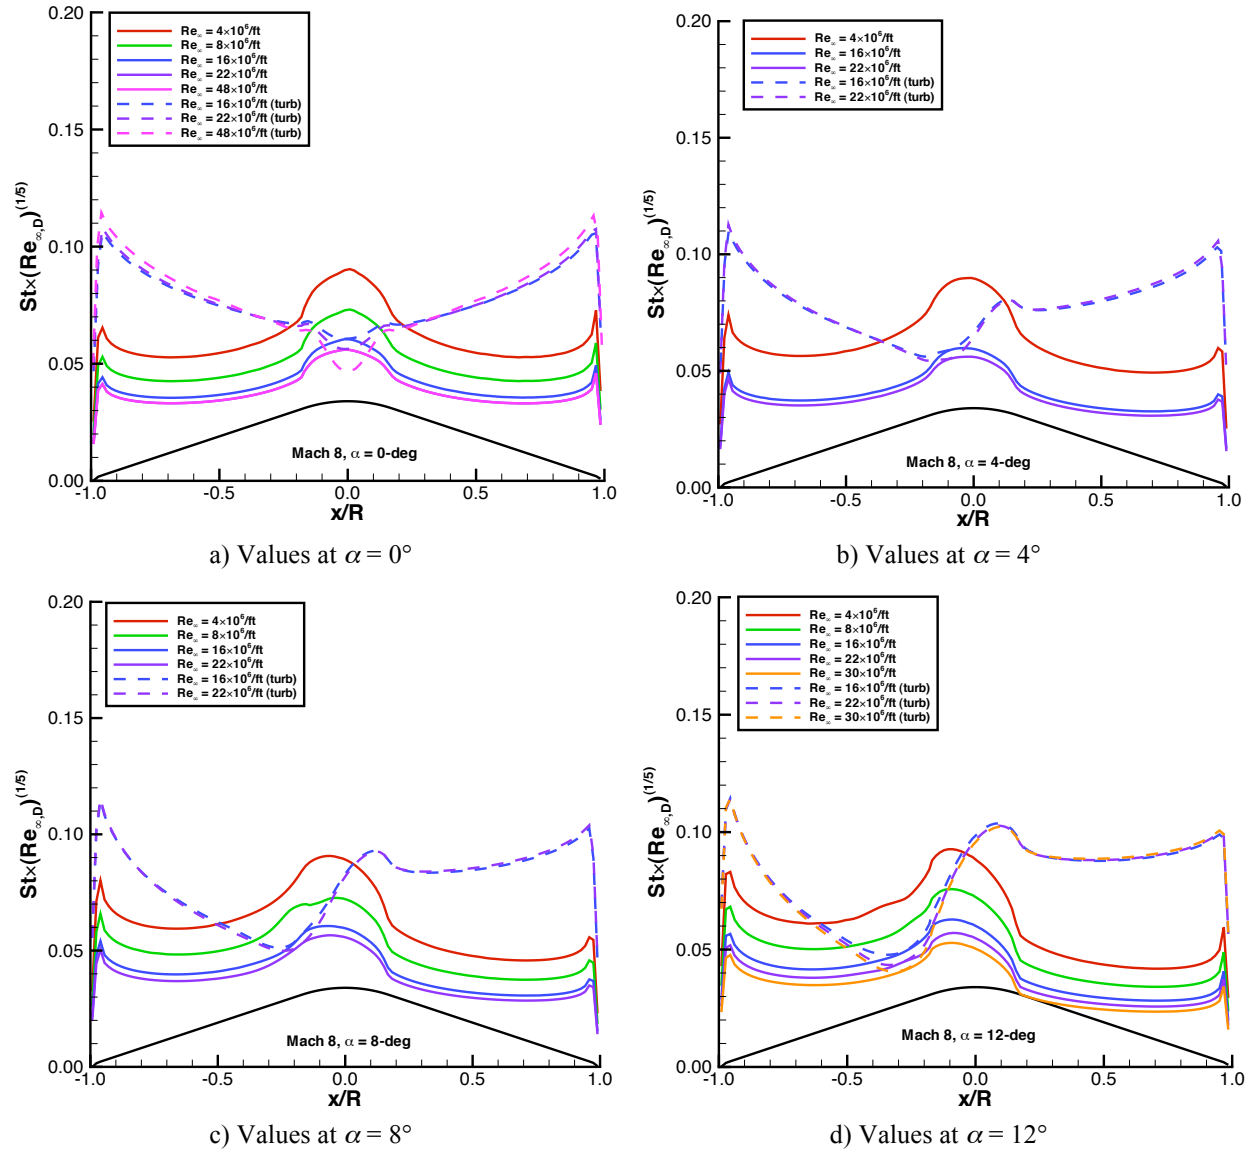 0.20
0.15
0.10
0.05
0.00
St×(Re∞,D)^(1/5)
Re∞ = 4×10⁶/ft
Re∞ = 8×10⁶/ft
Re∞ = 16×10⁶/ft
Re∞ = 22×10⁶/ft
Re∞ = 48×10⁶/ft
Re∞ = 16×10⁶/ft (turb)
Re∞ = 22×10⁶/ft (turb)
Re∞ = 48×10⁶/ft (turb)
Mach 8, α = 0-deg
-1.0 -0.5 0.0 0.5 1.0
x/R
a) Values at α = 0°
0.20
0.15
0.10
0.05
0.00
St×(Re∞,D)^(1/5)
Re∞ = 4×10⁶/ft
Re∞ = 16×10⁶/ft
Re∞ = 22×10⁶/ft
Re∞ = 16×10⁶/ft (turb)
Re∞ = 22×10⁶/ft (turb)
Mach 8, α = 4-deg
-1.0 -0.5 0.0 0.5 1.0
x/R
b) Values at α = 4°
0.20
0.15
0.10
0.05
0.00
St×(Re∞,D)^(1/5)
Re∞ = 4×10⁶/ft
Re∞ = 8×10⁶/ft
Re∞ = 16×10⁶/ft
Re∞ = 22×10⁶/ft
Re∞ = 16×10⁶/ft (turb)
Re∞ = 22×10⁶/ft (turb)
Mach 8, α = 8-deg
-1.0 -0.5 0.0 0.5 1.0
x/R
c) Values at α = 8°
0.20
0.15
0.10
0.05
0.00
St×(Re∞,D)^(1/5)
Re∞ = 4×10⁶/ft
Re∞ = 8×10⁶/ft
Re∞ = 16×10⁶/ft
Re∞ = 22×10⁶/ft
Re∞ = 30×10⁶/ft
Re∞ = 16×10⁶/ft (turb)
Re∞ = 22×10⁶/ft (turb)
Re∞ = 30×10⁶/ft (turb)
Mach 8, α = 12-deg
-1.0 -0.5 0.0 0.5 1.0
x/R
d) Values at α = 12°